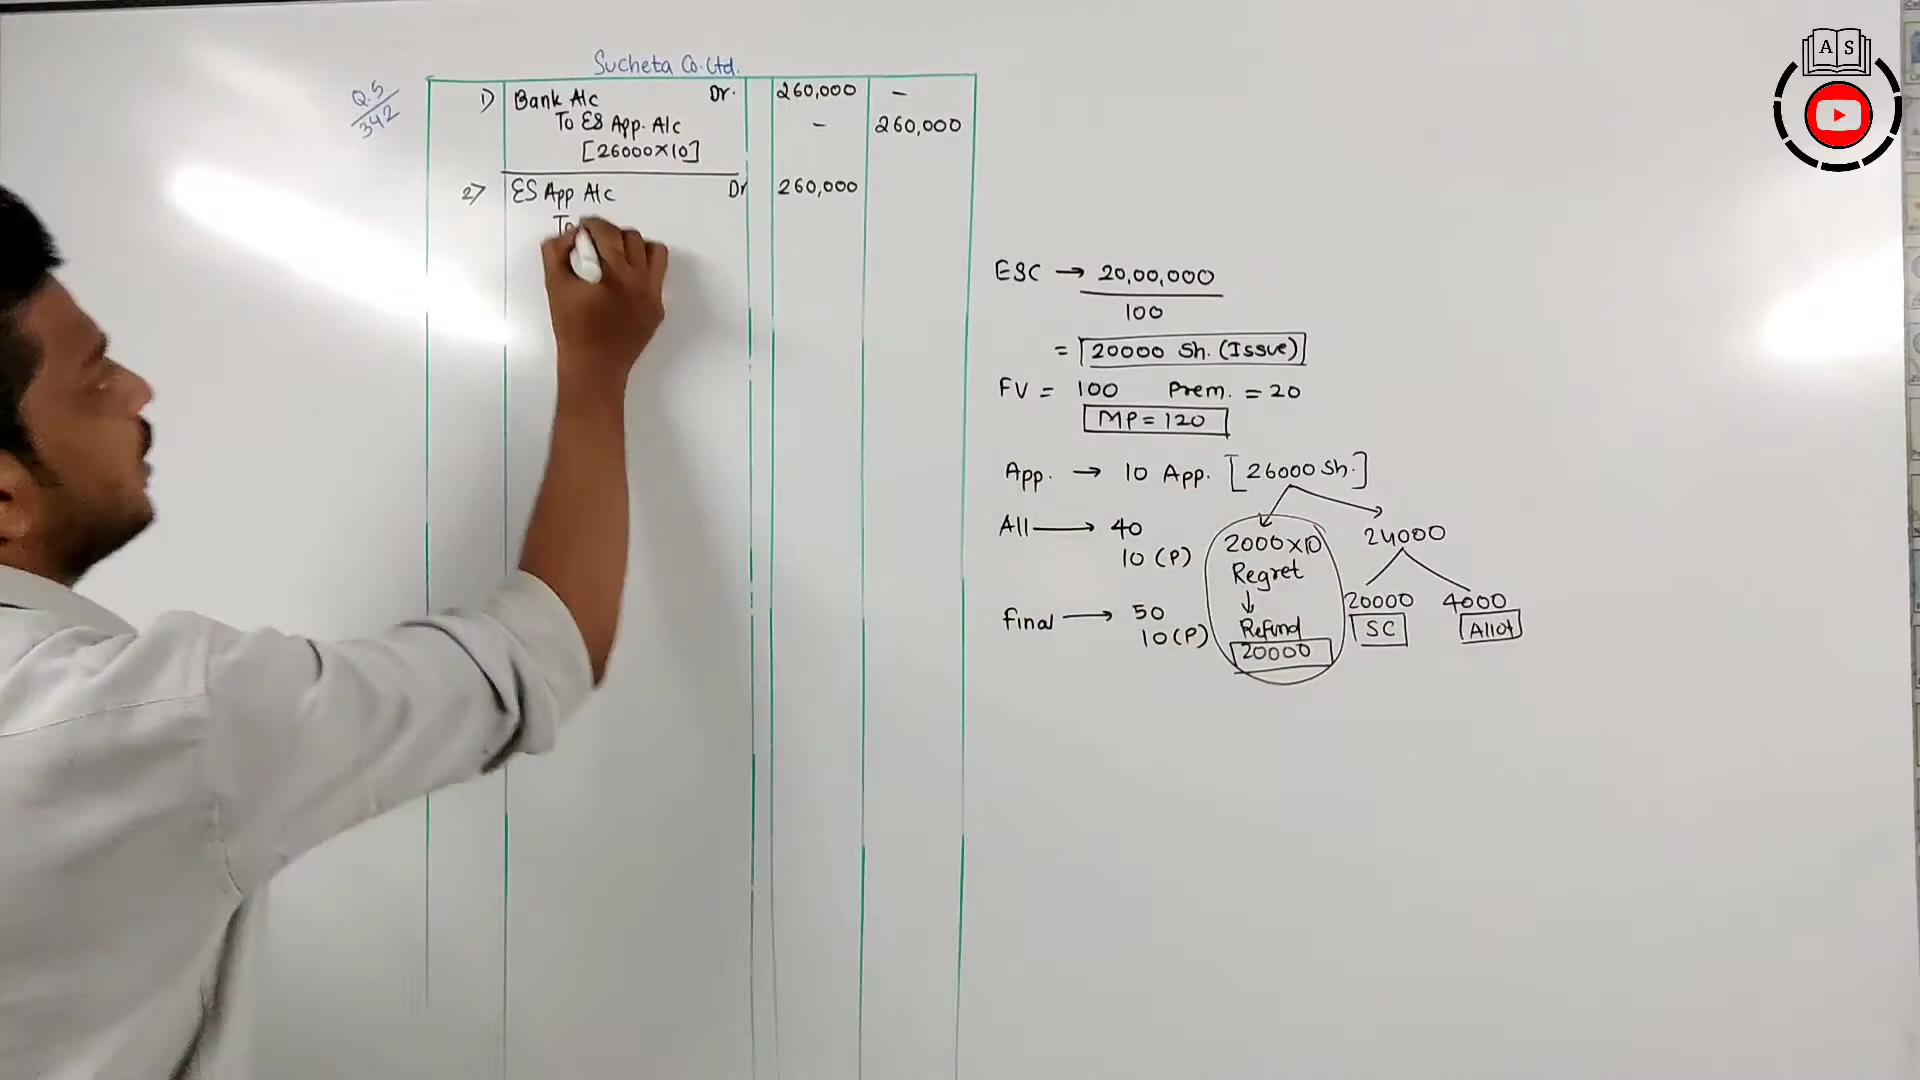 Sucheta Co. Ltd.
Q.5
342
1) Bank A/c Dr. 260,000 -
To ES App. A/c - 260,000
[26000×10]
2) ES App A/c Dr 260,000
To
ESC → 20,00,000
100
= 20000 Sh. (Issue)
FV = 100 Prem. = 20
MP = 120
App. → 10 App. [26000 Sh.]
All → 40
10 (P)
2000×10
Regret
↓
Refund
20000
24000
20000 4000
SC Allot
Final → 50
10 (P)
A S